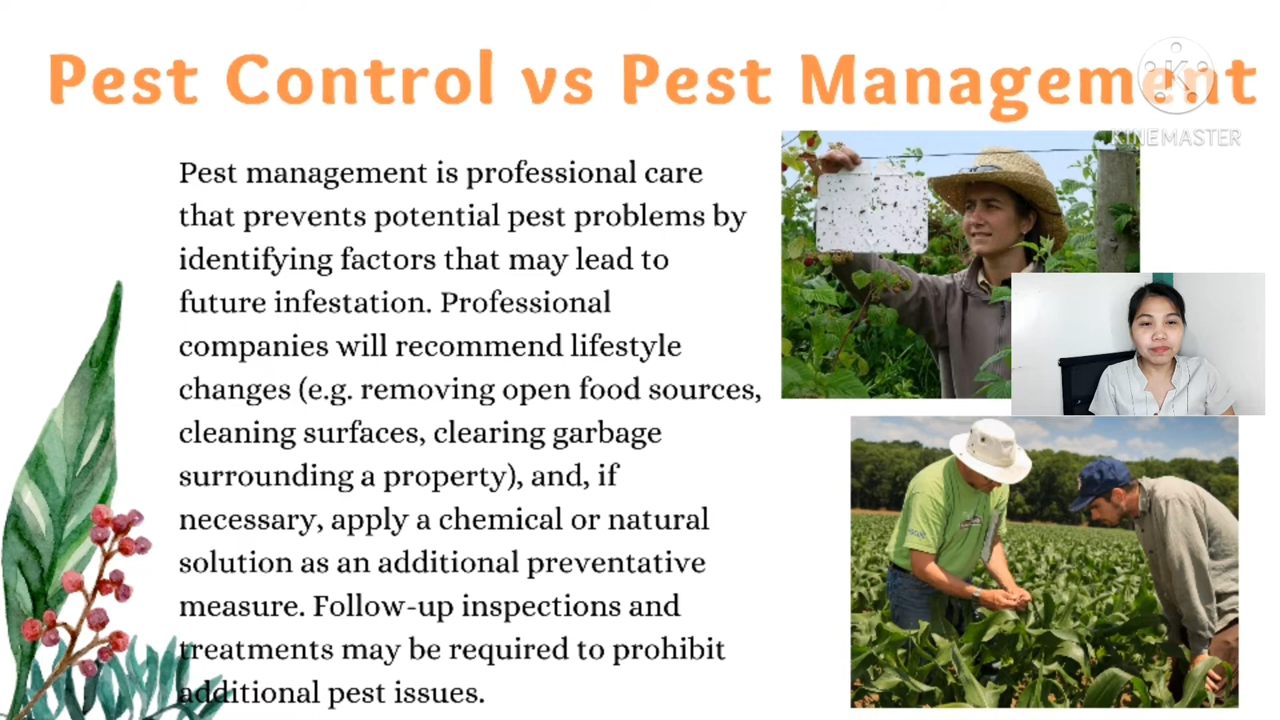 Pest Control vs Pest Management
KINEMASTER
Pest management is professional care
that prevents potential pest problems by
identifying factors that may lead to
future infestation. Professional
companies will recommend lifestyle
changes (e.g. removing open food sources,
cleaning surfaces, clearing garbage
surrounding a property), and, if
necessary, apply a chemical or natural
solution as an additional preventative
measure. Follow-up inspections and
treatments may be required to prohibit
additional pest issues.